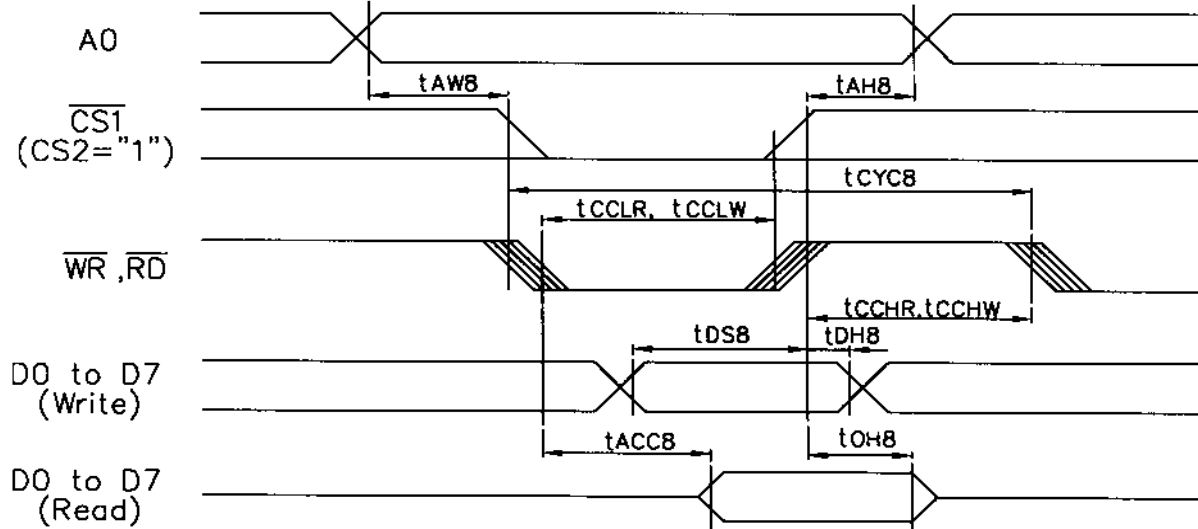 A0
tAW8
tAH8
CS1
(CS2="1")
tCYC8
tCCLR, tCCLW
WR ,RD
tCCHR.tCCHW
tDS8
tDH8
D0 to D7
(Write)
tACC8
tOH8
D0 to D7
(Read)